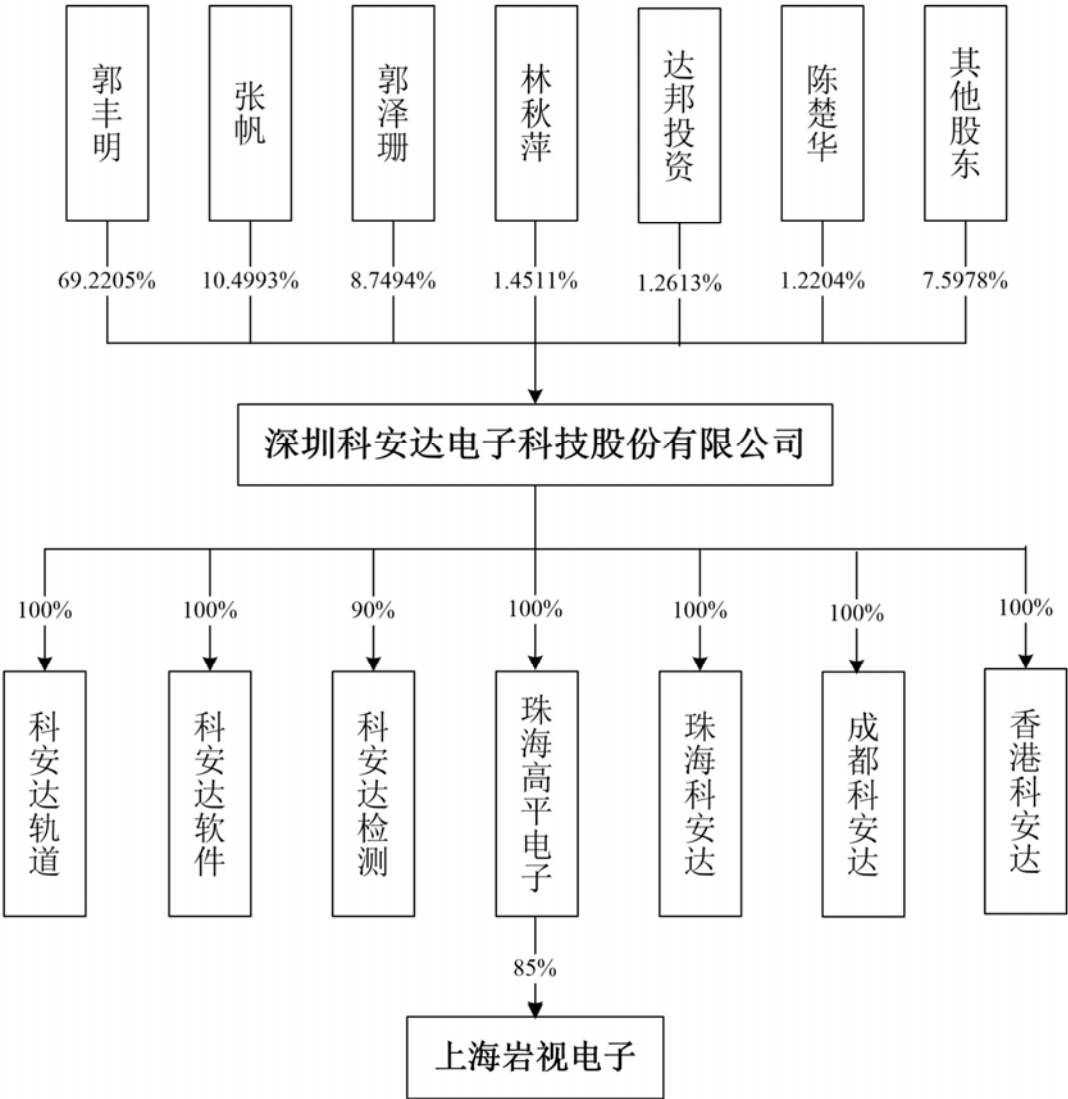 郭丰明
张帆
郭泽珊
林秋萍
达邦投资
陈楚华
其他股东
69.2205%
10.4993%
8.7494%
1.4511%
1.2613%
1.2204%
7.5978%
深圳科安达电子科技股份有限公司
100%
100%
90%
100%
100%
100%
100%
科安达轨道
科安达软件
科安达检测
珠海高平电子
珠海科安达
成都科安达
香港科安达
85%
上海岩视电子